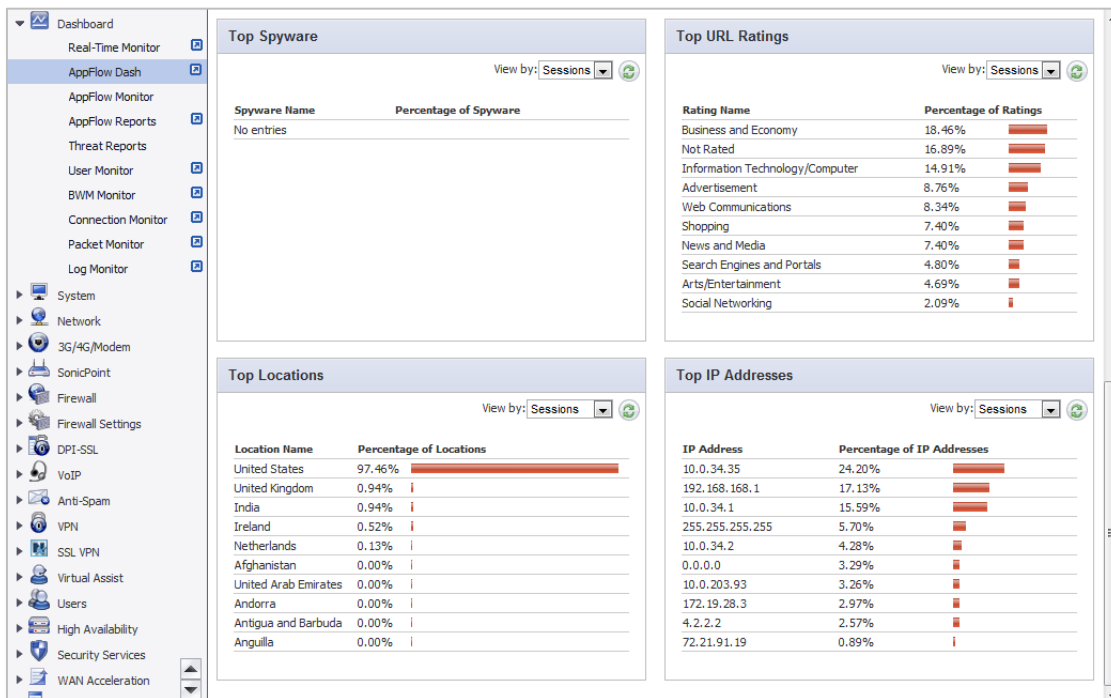 Dashboard
Real-Time Monitor
AppFlow Dash
AppFlow Monitor
AppFlow Reports
Threat Reports
User Monitor
BWM Monitor
Connection Monitor
Packet Monitor
Log Monitor
System
Network
3G/4G/Modem
SonicPoint
Firewall
Firewall Settings
DPI-SSL
VoIP
Anti-Spam
VPN
SSL VPN
Virtual Assist
Users
High Availability
Security Services
WAN Acceleration
Top Spyware
View by: Sessions
Spyware Name Percentage of Spyware
No entries
Top URL Ratings
View by: Sessions
Rating Name Percentage of Ratings
Business and Economy 18.46%
Not Rated 16.89%
Information Technology/Computer 14.91%
Advertisement 8.76%
Web Communications 8.34%
Shopping 7.40%
News and Media 7.40%
Search Engines and Portals 4.80%
Arts/Entertainment 4.69%
Social Networking 2.09%
Top Locations
View by: Sessions
Location Name Percentage of Locations
United States 97.46%
United Kingdom 0.94%
India 0.94%
Ireland 0.52%
Netherlands 0.13%
Afghanistan 0.00%
United Arab Emirates 0.00%
Andorra 0.00%
Antigua and Barbuda 0.00%
Anguilla 0.00%
Top IP Addresses
View by: Sessions
IP Address Percentage of IP Addresses
10.0.34.35 24.20%
192.168.168.1 17.13%
10.0.34.1 15.59%
255.255.255.255 5.70%
10.0.34.2 4.28%
0.0.0.0 3.29%
10.0.203.93 3.26%
172.19.28.3 2.97%
4.2.2.2 2.57%
72.21.91.19 0.89%